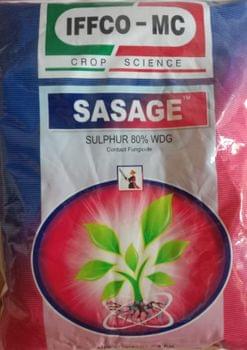 IFFCO-MC
CROP SCIENCE
SASAGE™
SULPHUR 80% WDG
Contact Fungicide